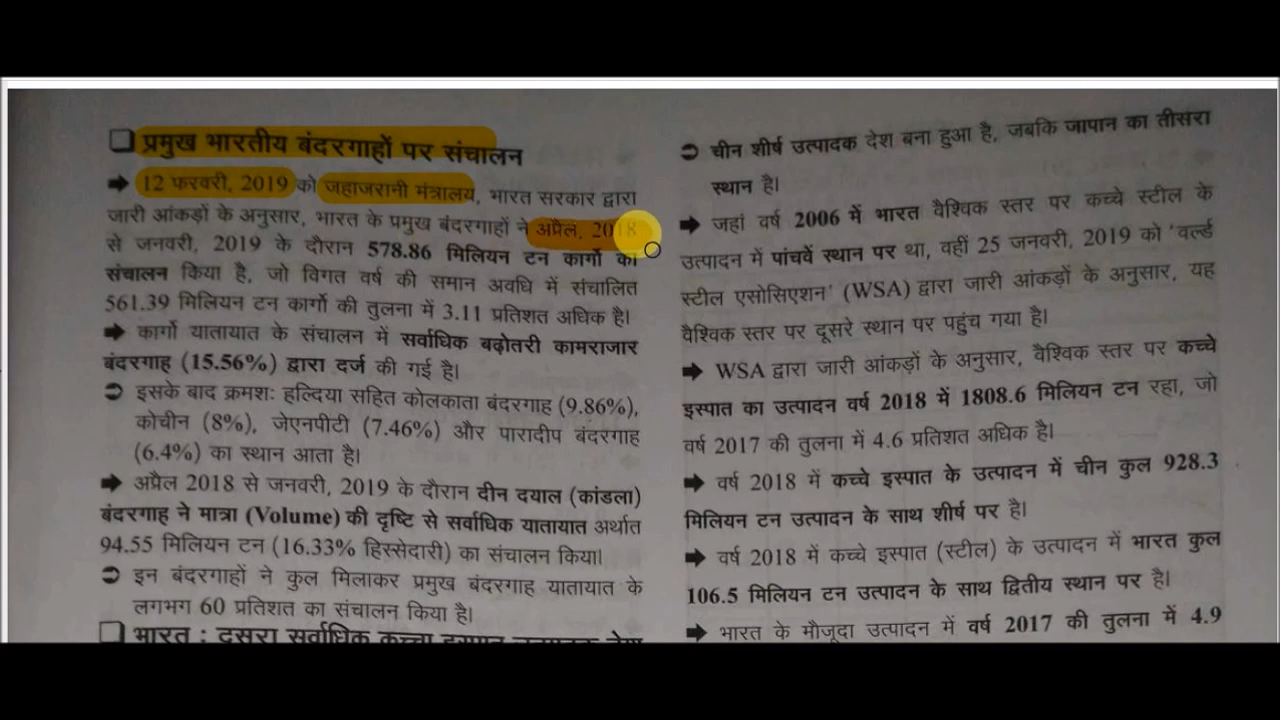 ❑ प्रमुख भारतीय बंदरगाहों पर संचालन
➡ 12 फरवरी, 2019 को जहाजरानी मंत्रालय, भारत सरकार द्वारा
जारी आंकड़ों के अनुसार, भारत के प्रमुख बंदरगाहों ने अप्रैल, 2018
से जनवरी, 2019 के दौरान 578.86 मिलियन टन कार्गो का
संचालन किया है, जो विगत वर्ष की समान अवधि में संचालित
561.39 मिलियन टन कार्गो की तुलना में 3.11 प्रतिशत अधिक है।
➡ कार्गो यातायात के संचालन में सर्वाधिक बढ़ोतरी कामराजार
बंदरगाह (15.56%) द्वारा दर्ज की गई है।
➲ इसके बाद क्रमशः हल्दिया सहित कोलकाता बंदरगाह (9.86%),
कोचीन (8%), जेएनपीटी (7.46%) और पारादीप बंदरगाह
(6.4%) का स्थान आता है।
➡ अप्रैल 2018 से जनवरी, 2019 के दौरान दीन दयाल (कांडला)
बंदरगाह ने मात्रा (Volume) की दृष्टि से सर्वाधिक यातायात अर्थात
94.55 मिलियन टन (16.33% हिस्सेदारी) का संचालन किया।
➲ इन बंदरगाहों ने कुल मिलाकर प्रमुख बंदरगाह यातायात के
लगभग 60 प्रतिशत का संचालन किया है।
❑ भारत : दूसरा सर्वाधिक कच्चा इस्पात उत्पादक देश
➲ चीन शीर्ष उत्पादक देश बना हुआ है, जबकि जापान का तीसरा
स्थान है।
➡ जहां वर्ष 2006 में भारत वैश्विक स्तर पर कच्चे स्टील के
उत्पादन में पांचवें स्थान पर था, वहीं 25 जनवरी, 2019 को 'वर्ल्ड
स्टील एसोसिएशन' (WSA) द्वारा जारी आंकड़ों के अनुसार, यह
वैश्विक स्तर पर दूसरे स्थान पर पहुंच गया है।
➡ WSA द्वारा जारी आंकड़ों के अनुसार, वैश्विक स्तर पर कच्चे
इस्पात का उत्पादन वर्ष 2018 में 1808.6 मिलियन टन रहा, जो
वर्ष 2017 की तुलना में 4.6 प्रतिशत अधिक है।
➡ वर्ष 2018 में कच्चे इस्पात के उत्पादन में चीन कुल 928.3
मिलियन टन उत्पादन के साथ शीर्ष पर है।
➡ वर्ष 2018 में कच्चे इस्पात (स्टील) के उत्पादन में भारत कुल
106.5 मिलियन टन उत्पादन के साथ द्वितीय स्थान पर है।
➡ भारत के मौजूदा उत्पादन में वर्ष 2017 की तुलना में 4.9